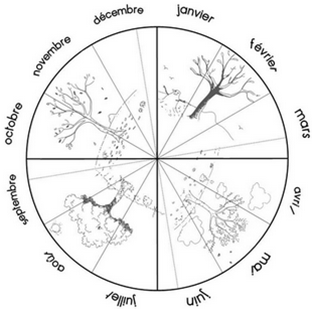 janvier
février
mars
avril
mai
juin
juillet
août
septembre
octobre
novembre
décembre